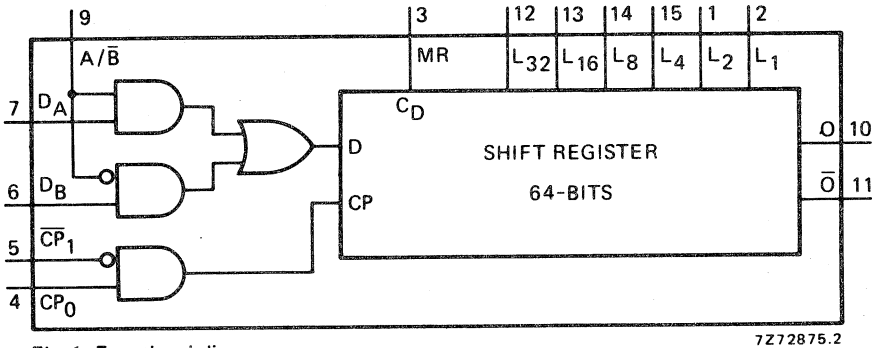 9
3
12
13
14
15
1
2
A/B̅
MR
L32
L16
L8
L4
L2
L1
7
DA
CD
6
DB
5
C̅P̅1
4
CP0
D
CP
SHIFT REGISTER
64-BITS
O
10
O̅
11
7Z72875.2